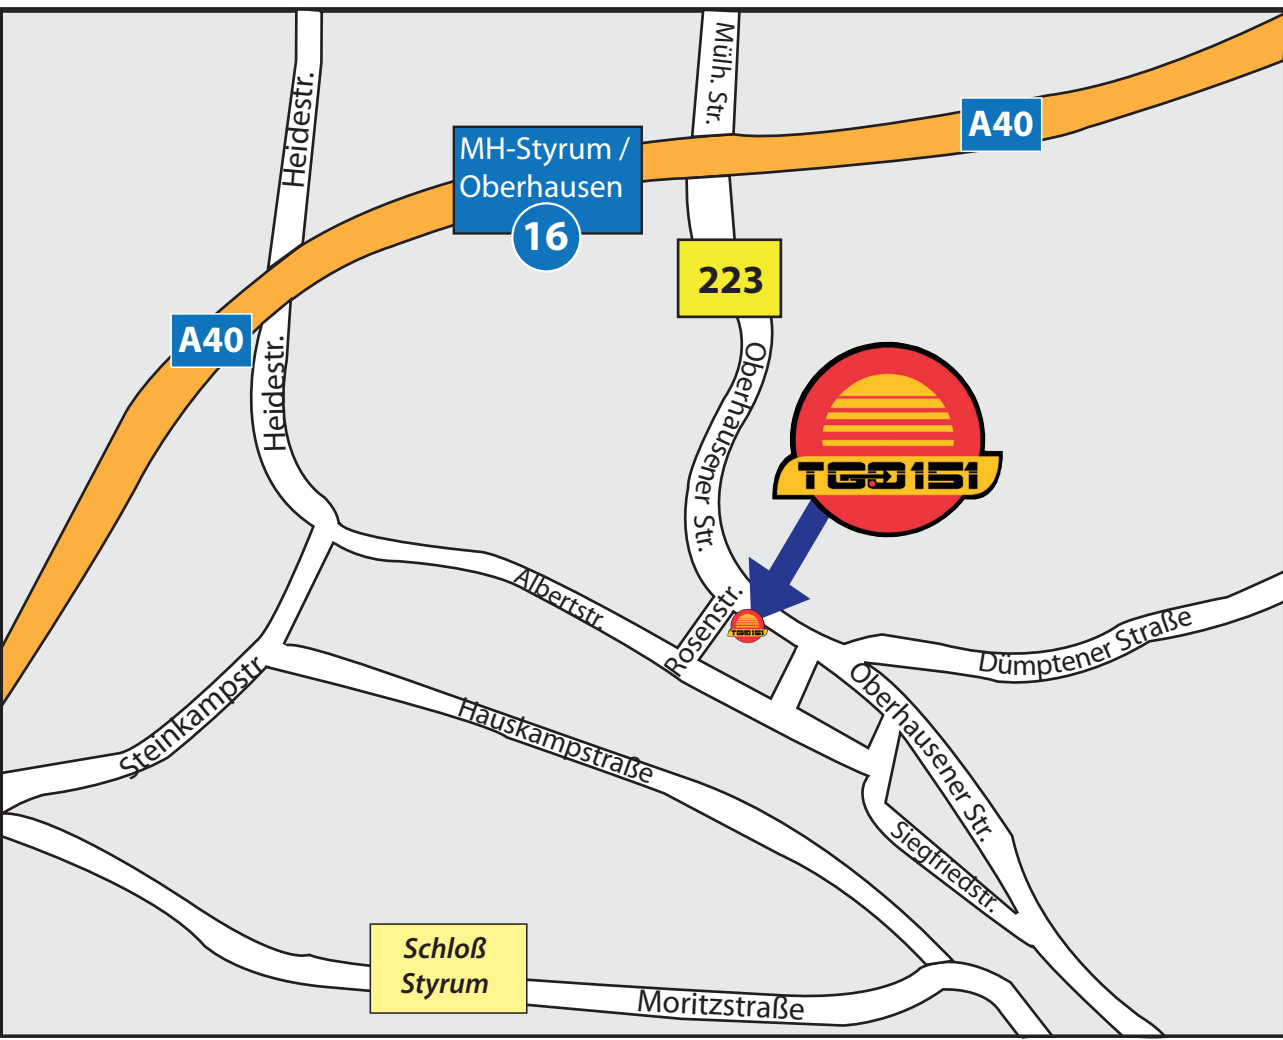 Heidestr.
Mülh. Str.
A40
MH-Styrum /
Oberhausen
16
223
A40
Heidestr.
Oberhausener Str.
TGO151
Albertstr.
Rosenstr.
TGO151
Dümptener Straße
Steinkampstr
Hauskampstraße
Oberhausener Str.
Siegfriedstr.
Schloß
Styrum
Moritzstraße